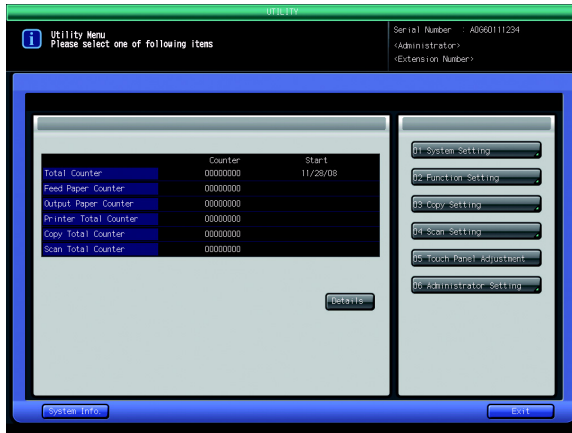 UTILITY
Utility Menu
Please select one of following items
Serial Number : A0G60111234
<Administrator>
<Extension Number>
Counter Start
Total Counter 00000000 11/28/08
Feed Paper Counter 00000000
Output Paper Counter 00000000
Printer Total Counter 00000000
Copy Total Counter 00000000
Scan Total Counter 00000000
Details
01 System Setting
02 Function Setting
03 Copy Setting
04 Scan Setting
05 Touch Panel Adjustment
06 Administrator Setting
System Info.
Exit